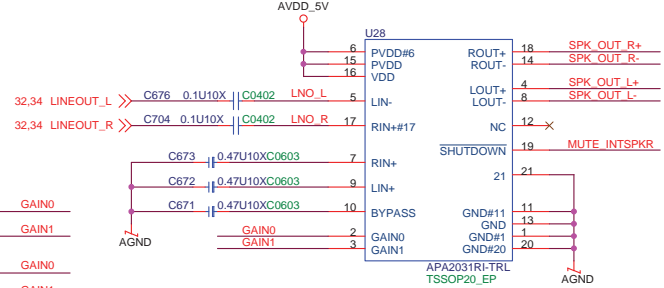 AVDD_5V
U28
6 PVDD#6 ROUT+ 18 SPK_OUT_R+
15 PVDD ROUT- 14 SPK_OUT_R-
16 VDD
LOUT+ 4 SPK_OUT_L+
32,34 LINEOUT_L C676 0.1U10X C0402 LNO_L 5 LIN- LOUT- 8 SPK_OUT_L-
32,34 LINEOUT_R C704 0.1U10X C0402 LNO_R 17 RIN+#17 NC 12
SHUTDOWN 19 MUTE_INTSPKR
C673 0.47U10XC0603 7 RIN+
21 21
C672 0.47U10XC0603 9 LIN+
GAIN0
C671 0.47U10XC0603 10 BYPASS GND#11 11
GND 13
GAIN1 AGND GAIN0 2 GAIN0 GND#1 1
GAIN1 3 GAIN1 GND#20 20
GAIN0 APA2031RI-TRL AGND
TSSOP20_EP
GAIN1